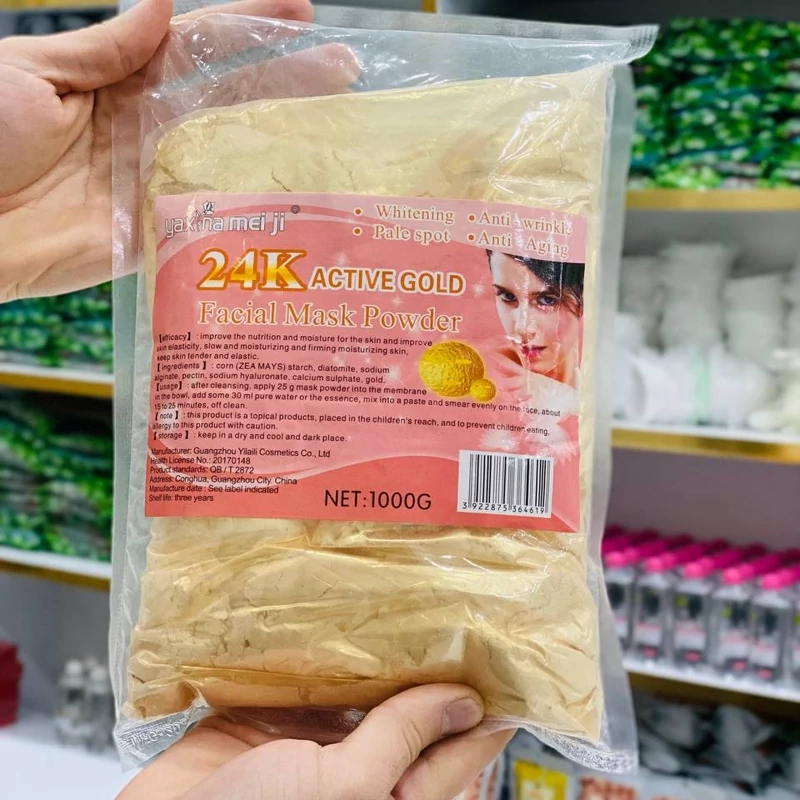 yaxina mei ji ®
• Whitening • Anti - wrinkle
• Pale spot • Anti - Aging
24K ACTIVE GOLD
Facial Mask Powder
【efficacy】: improve the nutrition and moisture for the skin and improve
skin elasticity, slow and moisturizing and firming moisturizing skin,
keep skin tender and elastic.
【ingredients】: corn (ZEA MAYS) starch, diatomite, sodium
alginate, pectin, sodium hyaluronate, calcium sulphate, gold.
【usage】: after cleansing, apply 25 g mask powder into the membrane
in the bowl, add some 30 ml pure water or the essence, mix into a paste and smear evenly on the face, about
15 to 25 minutes, off clean.
【note】: this product is a topical products, placed in the children's reach, and to prevent children eating,
allergy to this product with caution.
【storage】: keep in a dry and cool and dark place.
Manufacturer: Guangzhou Yilaili Cosmetics Co., Ltd
Health License No.: 20170148
Product standards: QB / T 2872
Address: Conghua, Guangzhou City, China
Manufacture date : See label indicated
Shelf life: three years
NET:1000G
3 922875 364619